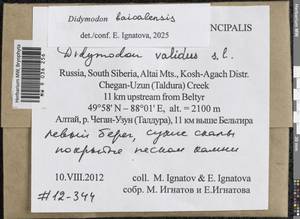 Didymodon baicalensis
det./conf. E. Ignatova, 2025
NCIPALIS
Didymodon validus s.l.
Russia, South Siberia, Altai Mts., Kosh-Agach Distr.
Chegan-Uzun (Taldura) Creek
11 km upstream from Beltyr
49°58' N – 88°01' E, alt. = 2100 m
Алтай, р. Чеган-Узун (Талдура), 11 км выше Бельтира
левый берег, сухие скалы
покрытые песком камни
10.VIII.2012
coll. M. Ignatov & E. Ignatova
собр. М. Игнатов и Е.Игнатова
#12-344